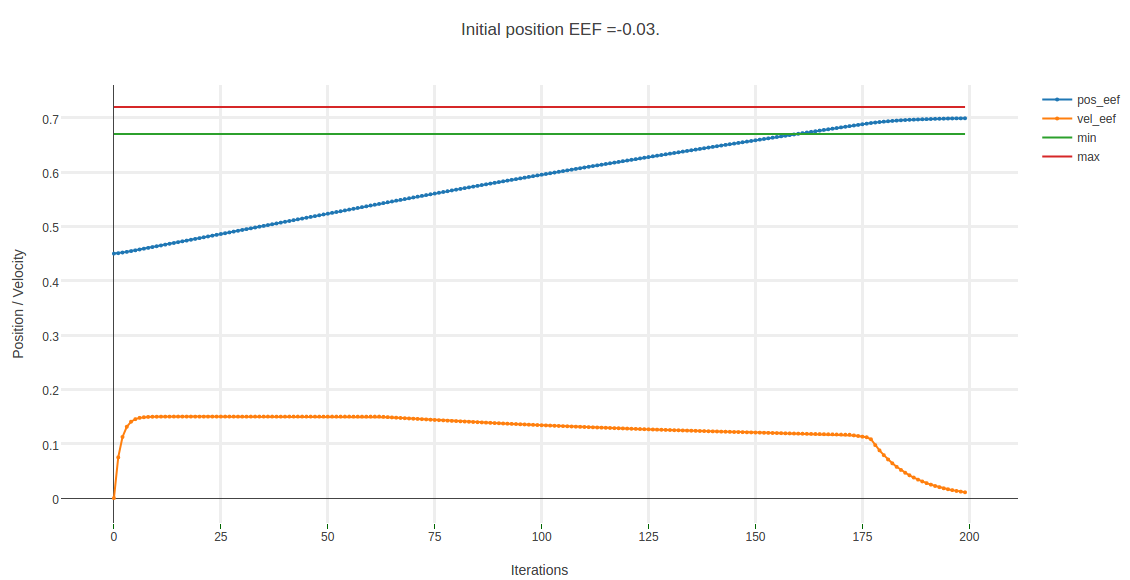 Initial position EEF =-0.03.
pos_eef
vel_eef
min
max
Position / Velocity
0.7
0.6
0.5
0.4
0.3
0.2
0.1
0
0 25 50 75 100 125 150 175 200
Iterations